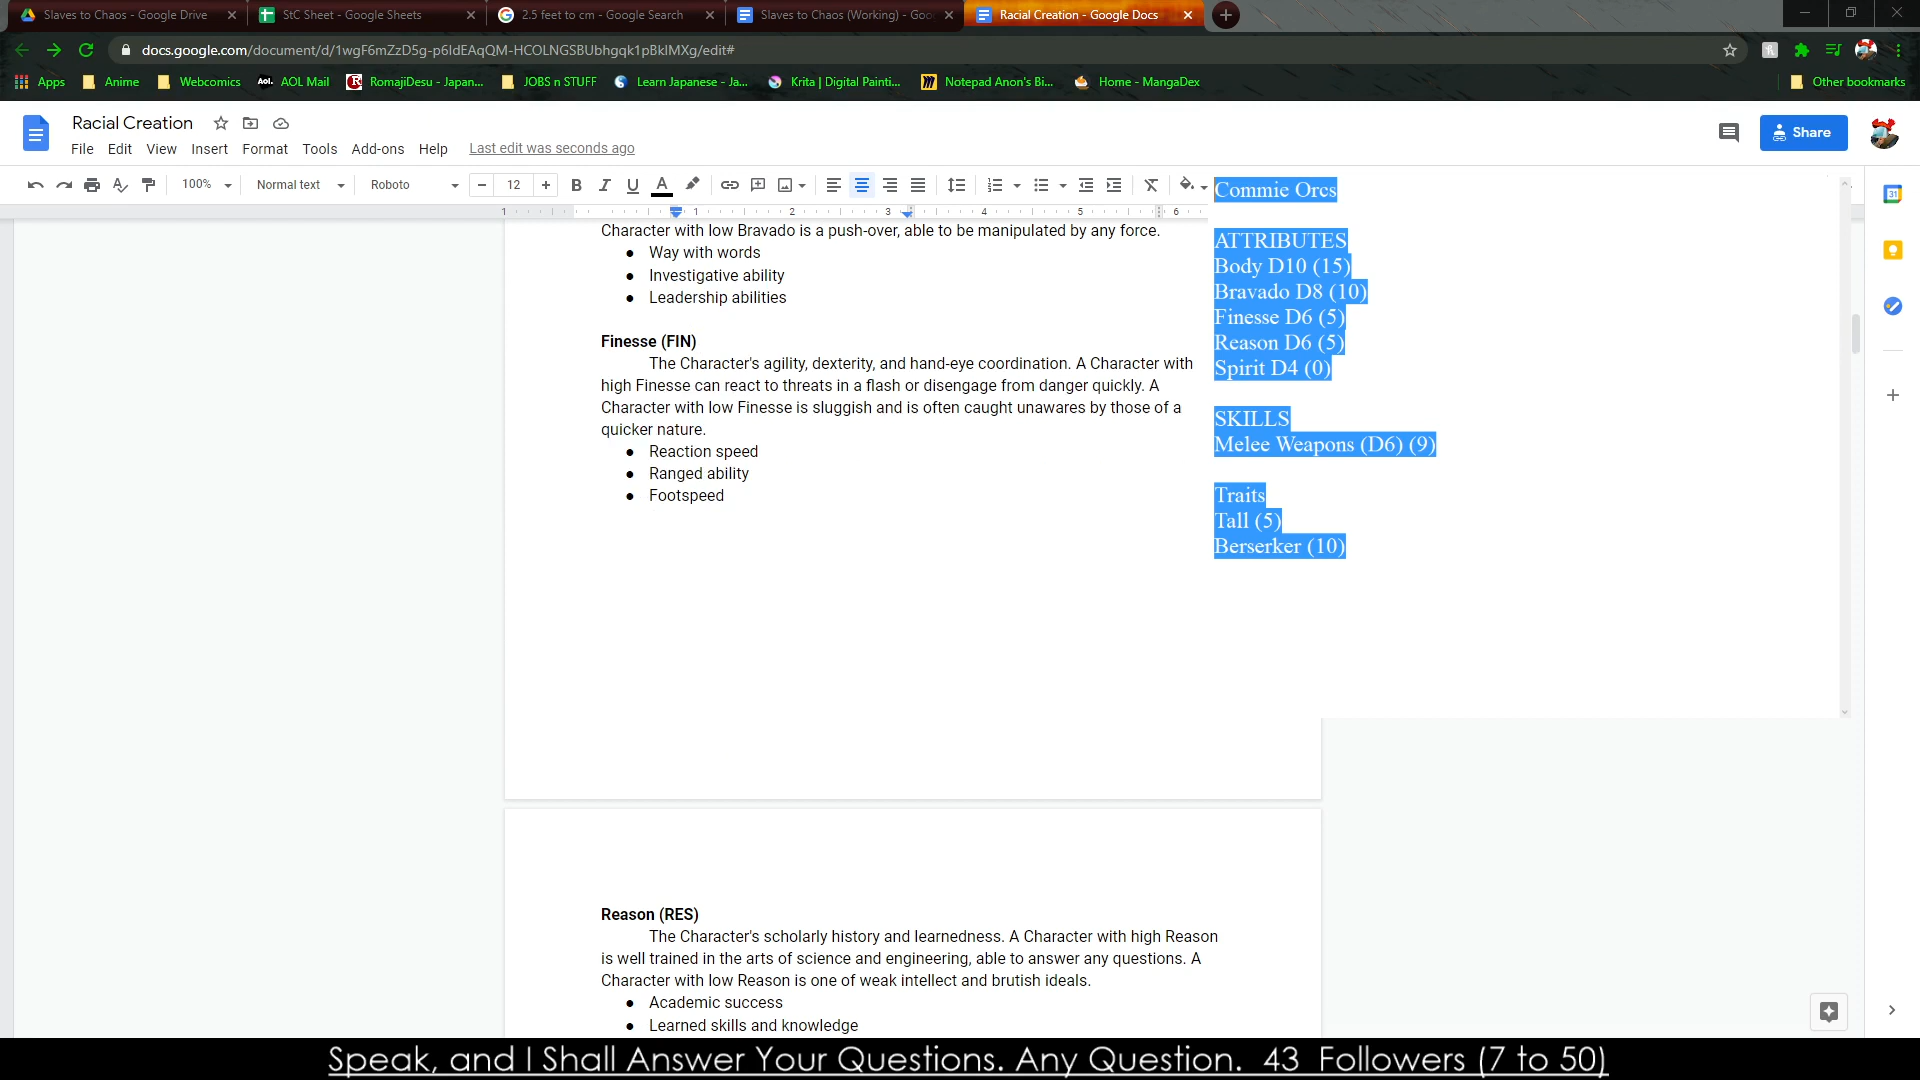 Slaves to Chaos - Google Drive
StC Sheet - Google Sheets
2.5 feet to cm - Google Search
Slaves to Chaos (Working) - Goo
Racial Creation - Google Docs
docs.google.com/document/d/1wgF6mZzD5g-p6IdEAqQM-HCOLNGSBUbhgqk1pBkIMXg/edit#
Apps
Anime
Webcomics
Aol.
AOL Mail
RomajiDesu - Japan...
JOBS n STUFF
Learn Japanese - Ja...
Krita | Digital Painti...
Notepad Anon's Bi...
Home - MangaDex
Other bookmarks
Racial Creation
File Edit View Insert Format Tools Add-ons Help Last edit was seconds ago
Share
100% Normal text Roboto 12 B I U A
1 1 2 3 4 5 6
31
Character with low Bravado is a push-over, able to be manipulated by any force.
● Way with words
● Investigative ability
● Leadership abilities
Finesse (FIN)
The Character's agility, dexterity, and hand-eye coordination. A Character with
high Finesse can react to threats in a flash or disengage from danger quickly. A
Character with low Finesse is sluggish and is often caught unawares by those of a
quicker nature.
● Reaction speed
● Ranged ability
● Footspeed
Commie Orcs
ATTRIBUTES
Body D10 (15)
Bravado D8 (10)
Finesse D6 (5)
Reason D6 (5)
Spirit D4 (0)
SKILLS
Melee Weapons (D6) (9)
Traits
Tall (5)
Berserker (10)
Reason (RES)
The Character's scholarly history and learnedness. A Character with high Reason
is well trained in the arts of science and engineering, able to answer any questions. A
Character with low Reason is one of weak intellect and brutish ideals.
● Academic success
● Learned skills and knowledge
Speak, and I Shall Answer Your Questions. Any Question. 43 Followers (7 to 50)